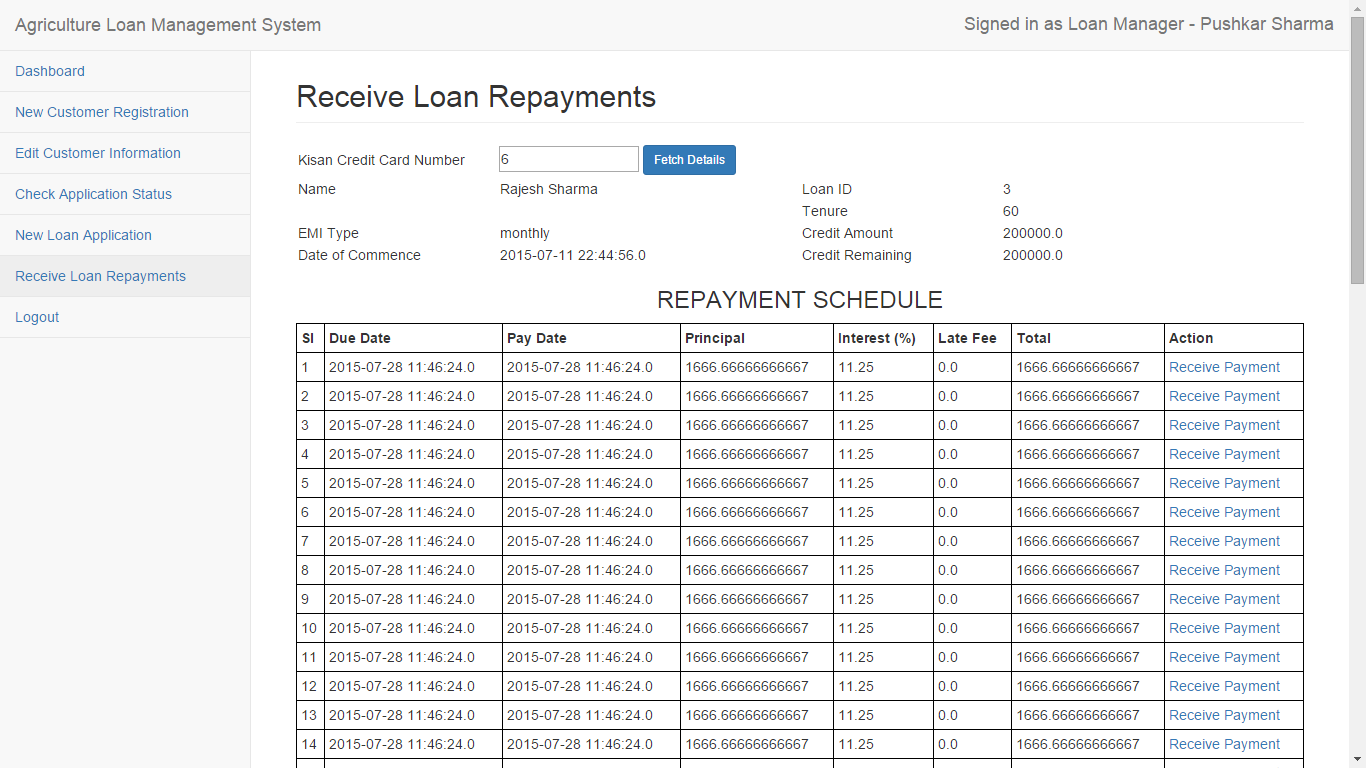 Agriculture Loan Management System
Signed in as Loan Manager - Pushkar Sharma
Dashboard
New Customer Registration
Edit Customer Information
Check Application Status
New Loan Application
Receive Loan Repayments
Logout
Receive Loan Repayments
Kisan Credit Card Number 6 Fetch Details
Name Rajesh Sharma Loan ID 3
Tenure 60
EMI Type monthly Credit Amount 200000.0
Date of Commence 2015-07-11 22:44:56.0 Credit Remaining 200000.0
REPAYMENT SCHEDULE
Sl Due Date Pay Date Principal Interest (%) Late Fee Total Action
1 2015-07-28 11:46:24.0 2015-07-28 11:46:24.0 1666.66666666667 11.25 0.0 1666.66666666667 Receive Payment
2 2015-07-28 11:46:24.0 2015-07-28 11:46:24.0 1666.66666666667 11.25 0.0 1666.66666666667 Receive Payment
3 2015-07-28 11:46:24.0 2015-07-28 11:46:24.0 1666.66666666667 11.25 0.0 1666.66666666667 Receive Payment
4 2015-07-28 11:46:24.0 2015-07-28 11:46:24.0 1666.66666666667 11.25 0.0 1666.66666666667 Receive Payment
5 2015-07-28 11:46:24.0 2015-07-28 11:46:24.0 1666.66666666667 11.25 0.0 1666.66666666667 Receive Payment
6 2015-07-28 11:46:24.0 2015-07-28 11:46:24.0 1666.66666666667 11.25 0.0 1666.66666666667 Receive Payment
7 2015-07-28 11:46:24.0 2015-07-28 11:46:24.0 1666.66666666667 11.25 0.0 1666.66666666667 Receive Payment
8 2015-07-28 11:46:24.0 2015-07-28 11:46:24.0 1666.66666666667 11.25 0.0 1666.66666666667 Receive Payment
9 2015-07-28 11:46:24.0 2015-07-28 11:46:24.0 1666.66666666667 11.25 0.0 1666.66666666667 Receive Payment
10 2015-07-28 11:46:24.0 2015-07-28 11:46:24.0 1666.66666666667 11.25 0.0 1666.66666666667 Receive Payment
11 2015-07-28 11:46:24.0 2015-07-28 11:46:24.0 1666.66666666667 11.25 0.0 1666.66666666667 Receive Payment
12 2015-07-28 11:46:24.0 2015-07-28 11:46:24.0 1666.66666666667 11.25 0.0 1666.66666666667 Receive Payment
13 2015-07-28 11:46:24.0 2015-07-28 11:46:24.0 1666.66666666667 11.25 0.0 1666.66666666667 Receive Payment
14 2015-07-28 11:46:24.0 2015-07-28 11:46:24.0 1666.66666666667 11.25 0.0 1666.66666666667 Receive Payment